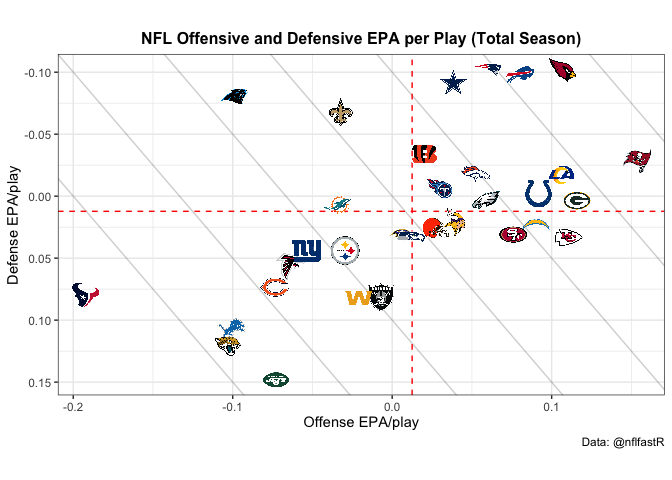 NFL Offensive and Defensive EPA per Play (Total Season)
-0.10
-0.05
0.00
0.05
0.10
0.15
Defense EPA/play
ny
W
-0.2
-0.1
0.0
0.1
Offense EPA/play
Data: @nflfastR